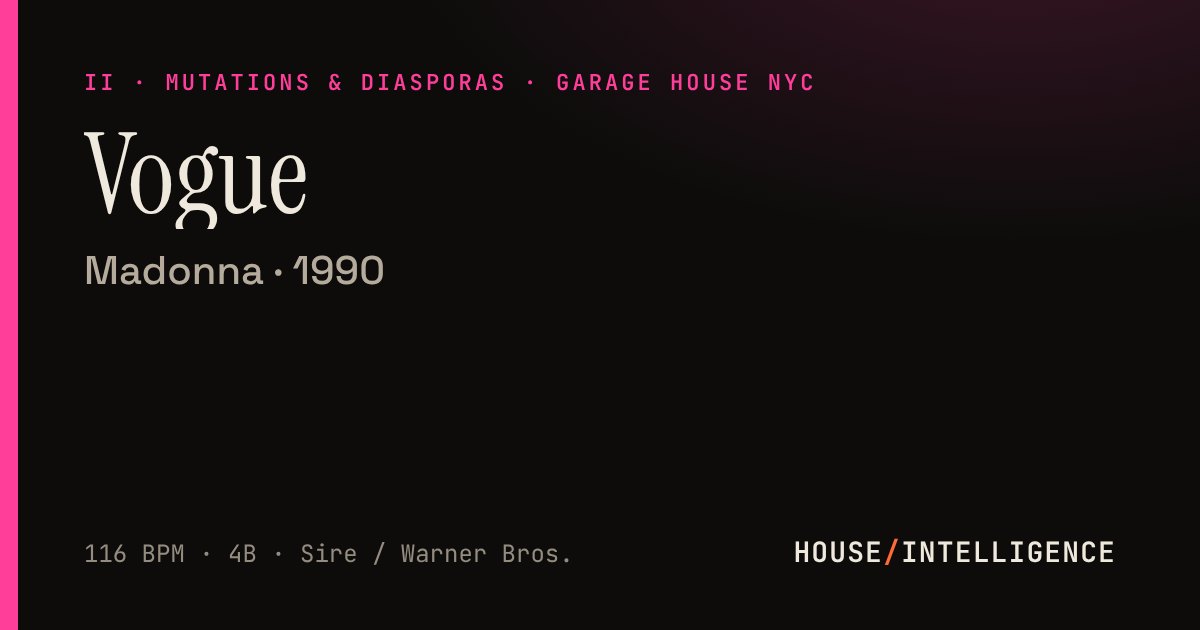 II · MUTATIONS & DIASPORAS · GARAGE HOUSE NYC
Vogue
Madonna · 1990
116 BPM · 4B · Sire / Warner Bros.
HOUSE/INTELLIGENCE